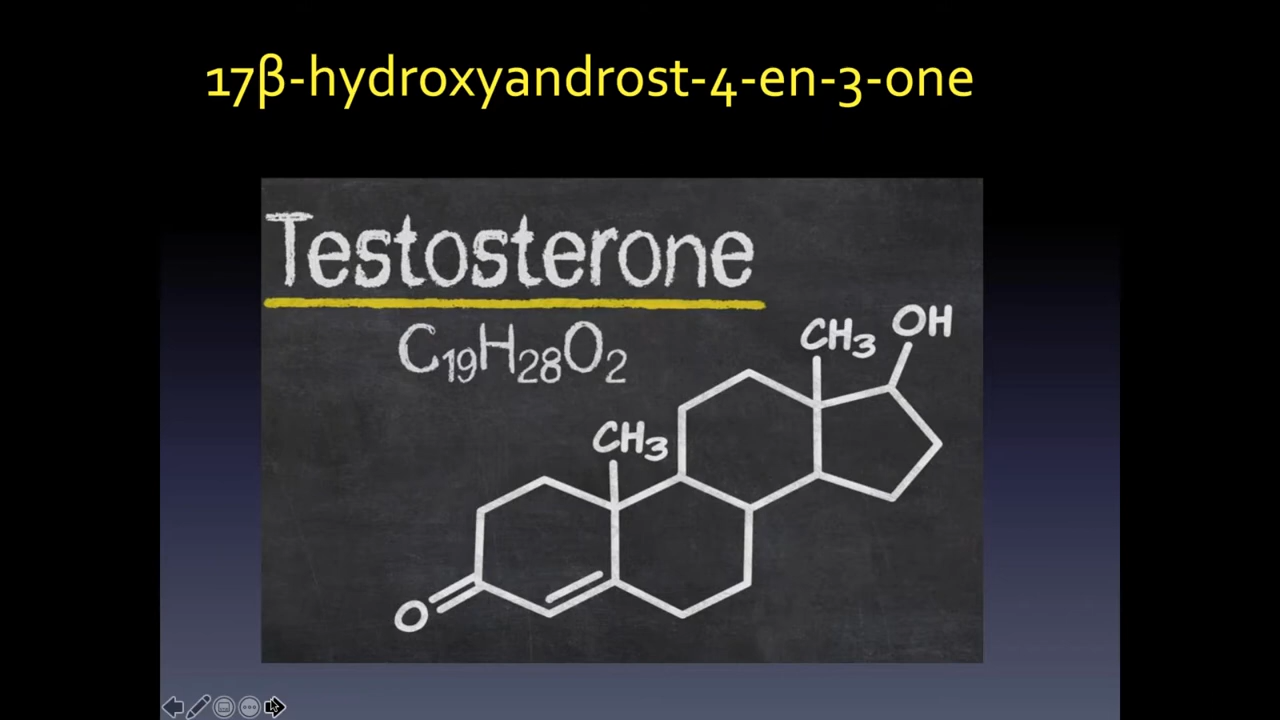 17β-hydroxyandrost-4-en-3-one
Testosterone
C₁₉H₂₈O₂
CH₃ OH
CH₃
O